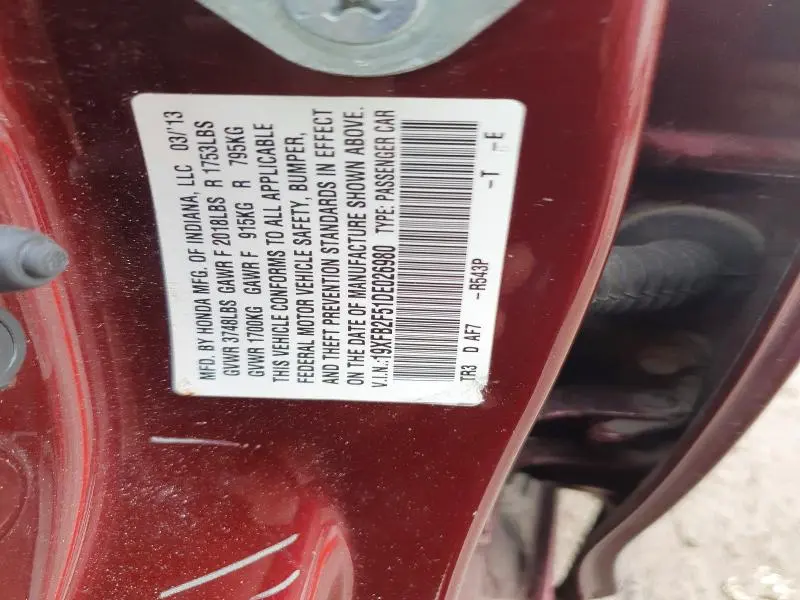 MFD. BY HONDA MFG. OF INDIANA, LLC 03/'13
GVWR 3748LBS GAWR F 2018LBS R 1753LBS
GVWR 1700KG GAWR F 915KG R 795KG
THIS VEHICLE CONFORMS TO ALL APPLICABLE
FEDERAL MOTOR VEHICLE SAFETY, BUMPER,
AND THEFT PREVENTION STANDARDS IN EFFECT
ON THE DATE OF MANUFACTURE SHOWN ABOVE.
V.I.N.:19XFB2F51DE026980 TYPE: PASSENGER CAR
TR3 D AF7 -R543P -T -E